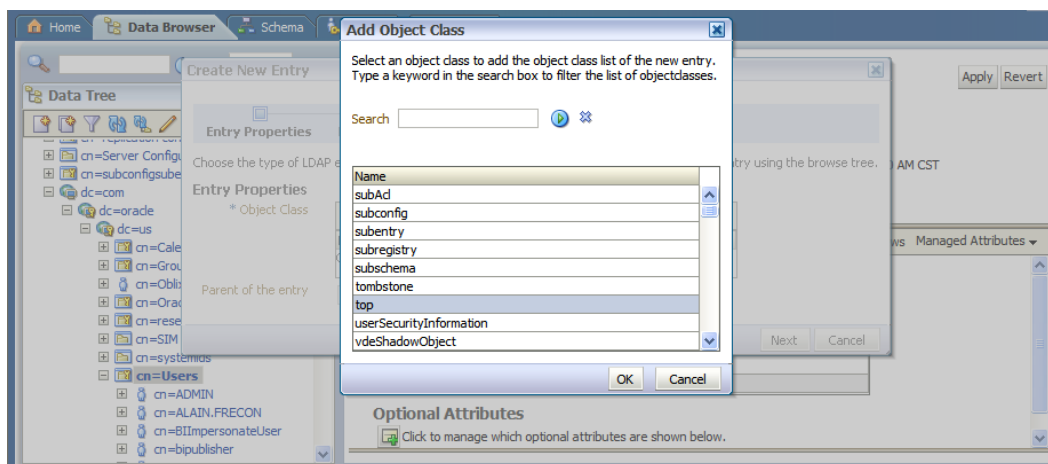 Home
Data Browser
Schema
Add Object Class
Select an object class to add the object class list of the new entry.
Type a keyword in the search box to filter the list of objectclasses.
Search
Name
subAcl
subconfig
subentry
subregistry
subschema
tombstone
top
userSecurityInformation
vdeShadowObject
OK
Cancel
Create New Entry
Entry Properties
Choose the type of LDAP
try using the browse tree.
Entry Properties
* Object Class
Parent of the entry
Next
Cancel
Apply
Revert
AM CST
Managed Attributes
Data Tree
cn=Server Configu
cn=subconfigsube
dc=com
dc=oracle
dc=us
cn=Cale
cn=Grou
cn=Oblix
cn=Orac
cn=rese
cn=SIM
cn=systemids
cn=Users
cn=ADMIN
cn=ALAIN.FRECON
cn=BIImpersonateUser
cn=bipublisher
Optional Attributes
Click to manage which optional attributes are shown below.